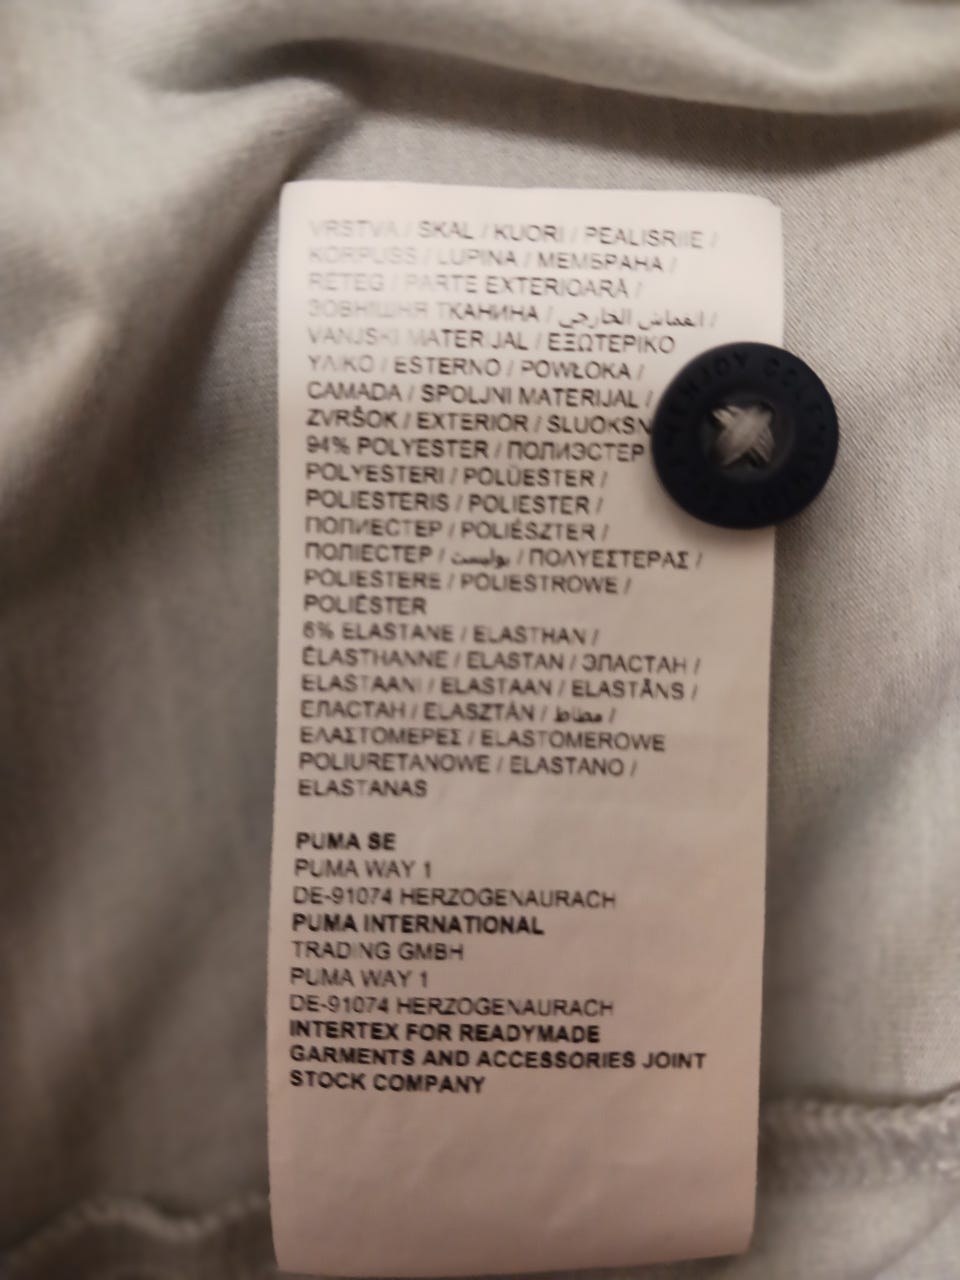 VRSTVA / SKAL / KUORI / PEALISRIIE /
KORPUSS / LUPINA / МЕМБРАНА /
RÉTEG / PARTE EXTERIOARĂ /
ЗОВНІШНЯ ТКАНИНА / القماش الخارجي /
VANJSKI MATERIJAL / ΕΞΩΤΕΡΙΚΟ
ΥΛΙΚΟ / ESTERNO / POWŁOKA /
CAMADA / SPOLJNI MATERIJAL /
ZVRŠOK / EXTERIOR / SLUOKSN
94% POLYESTER / ПОЛИЭСТЕР
POLYESTERI / POLÜESTER /
POLIESTERIS / POLIESTER /
ПОЛИЕСТЕР / POLIÉSZTER /
ПОЛІЕСТЕР / بوليستر / ΠΟΛΥΕΣΤΕΡΑΣ /
POLIESTERE / POLIESTROWE /
POLIÉSTER
6% ELASTANE / ELASTHAN /
ÉLASTHANNE / ELASTAN / ЭЛАСТАН /
ELASTAANI / ELASTAAN / ELASTĀNS /
ЕЛАСТАН / ELASZTÁN / مطاط /
ΕΛΑΣΤΟΜΕΡΕΣ / ELASTOMEROWE
POLIURETANOWE / ELASTANO /
ELASTANAS
PUMA SE
PUMA WAY 1
DE-91074 HERZOGENAURACH
PUMA INTERNATIONAL
TRADING GMBH
PUMA WAY 1
DE-91074 HERZOGENAURACH
INTERTEX FOR READYMADE
GARMENTS AND ACCESSORIES JOINT
STOCK COMPANY